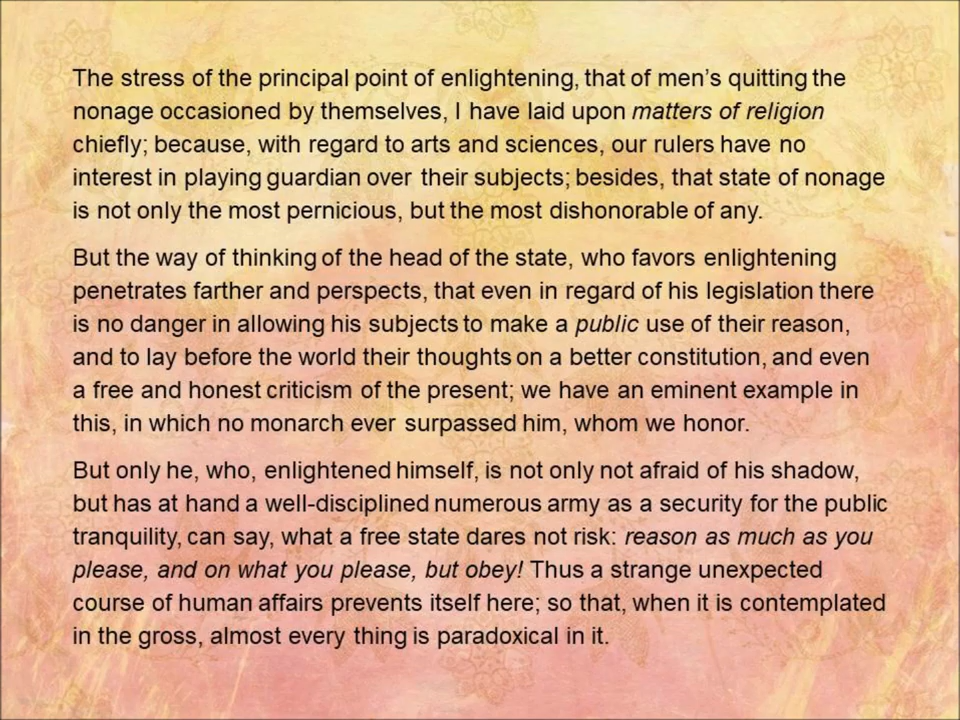 The stress of the principal point of enlightening, that of men’s quitting the
nonage occasioned by themselves, I have laid upon matters of religion
chiefly; because, with regard to arts and sciences, our rulers have no
interest in playing guardian over their subjects; besides, that state of nonage
is not only the most pernicious, but the most dishonorable of any.
But the way of thinking of the head of the state, who favors enlightening
penetrates farther and perspects, that even in regard of his legislation there
is no danger in allowing his subjects to make a public use of their reason,
and to lay before the world their thoughts on a better constitution, and even
a free and honest criticism of the present; we have an eminent example in
this, in which no monarch ever surpassed him, whom we honor.
But only he, who, enlightened himself, is not only not afraid of his shadow,
but has at hand a well-disciplined numerous army as a security for the public
tranquility, can say, what a free state dares not risk: reason as much as you
please, and on what you please, but obey! Thus a strange unexpected
course of human affairs prevents itself here; so that, when it is contemplated
in the gross, almost every thing is paradoxical in it.